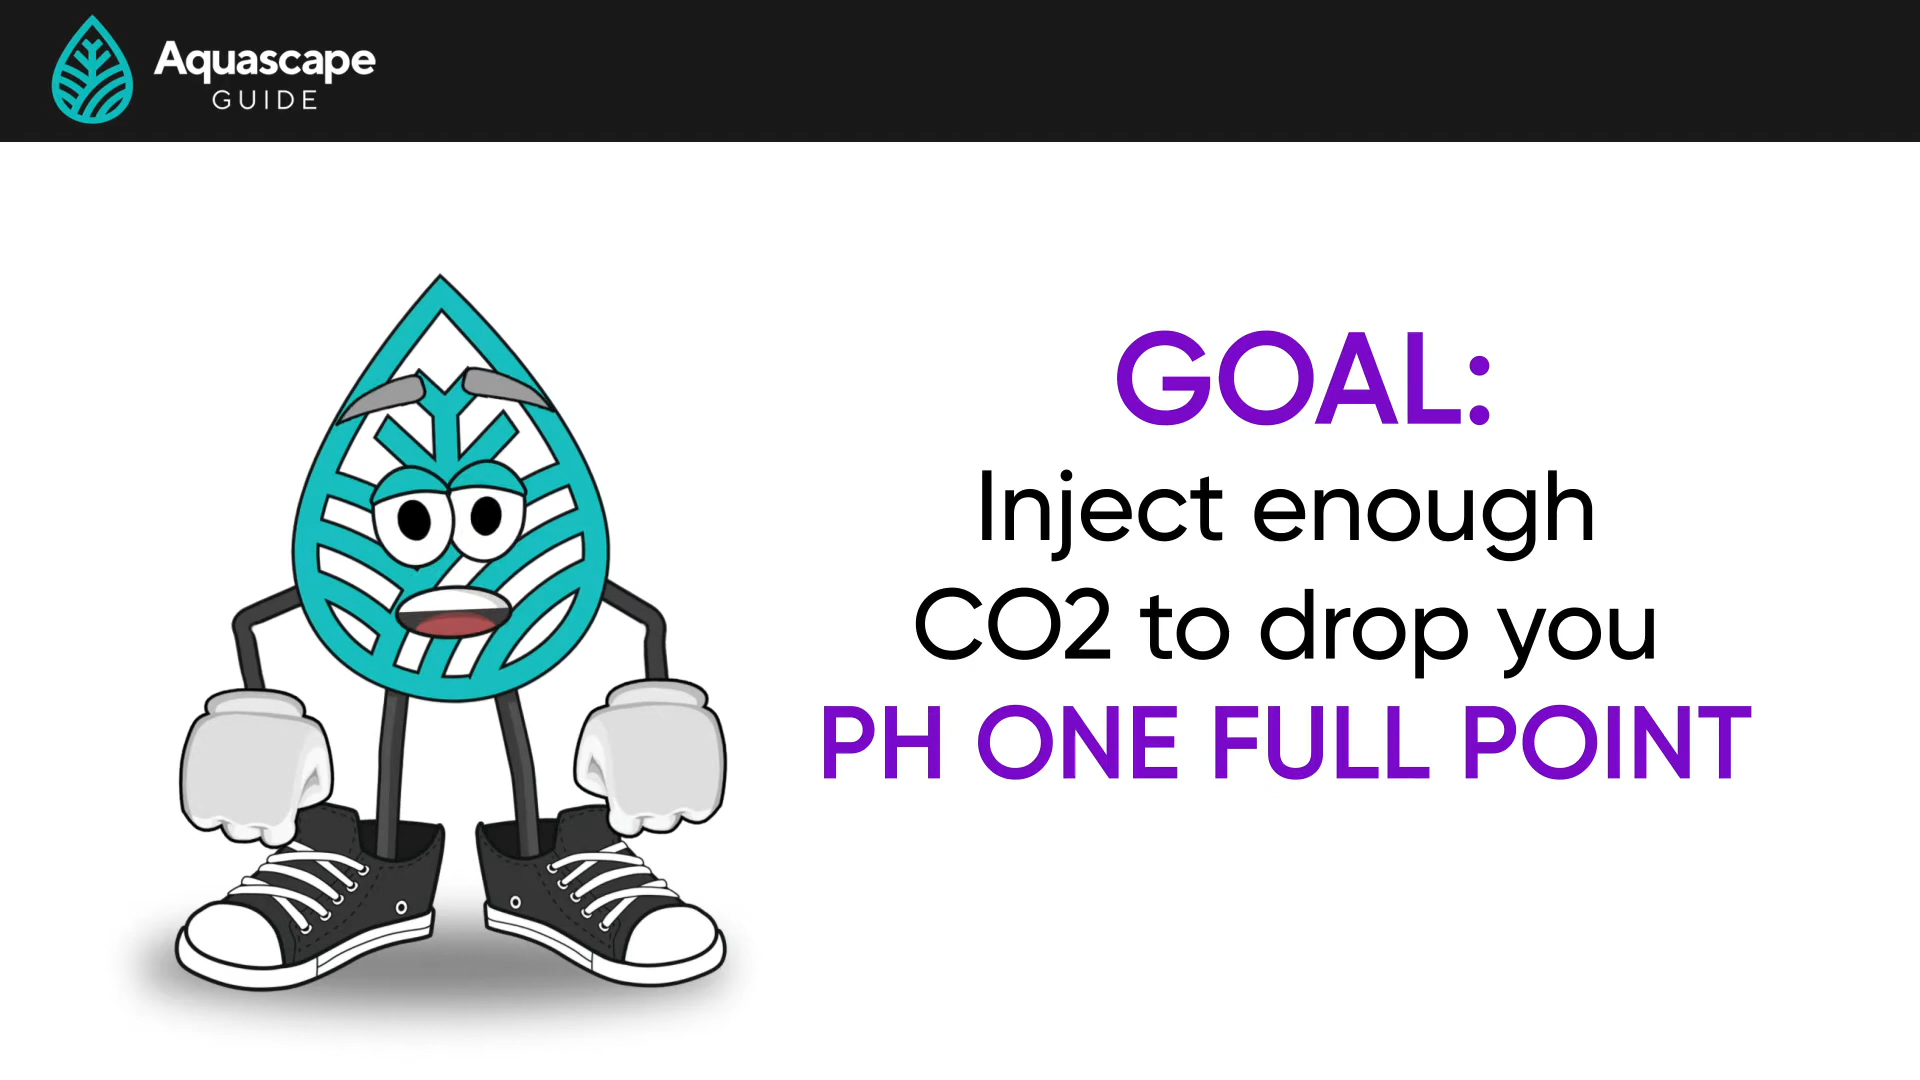 Aquascape
GUIDE
GOAL:
Inject enough
CO2 to drop you
PH ONE FULL POINT